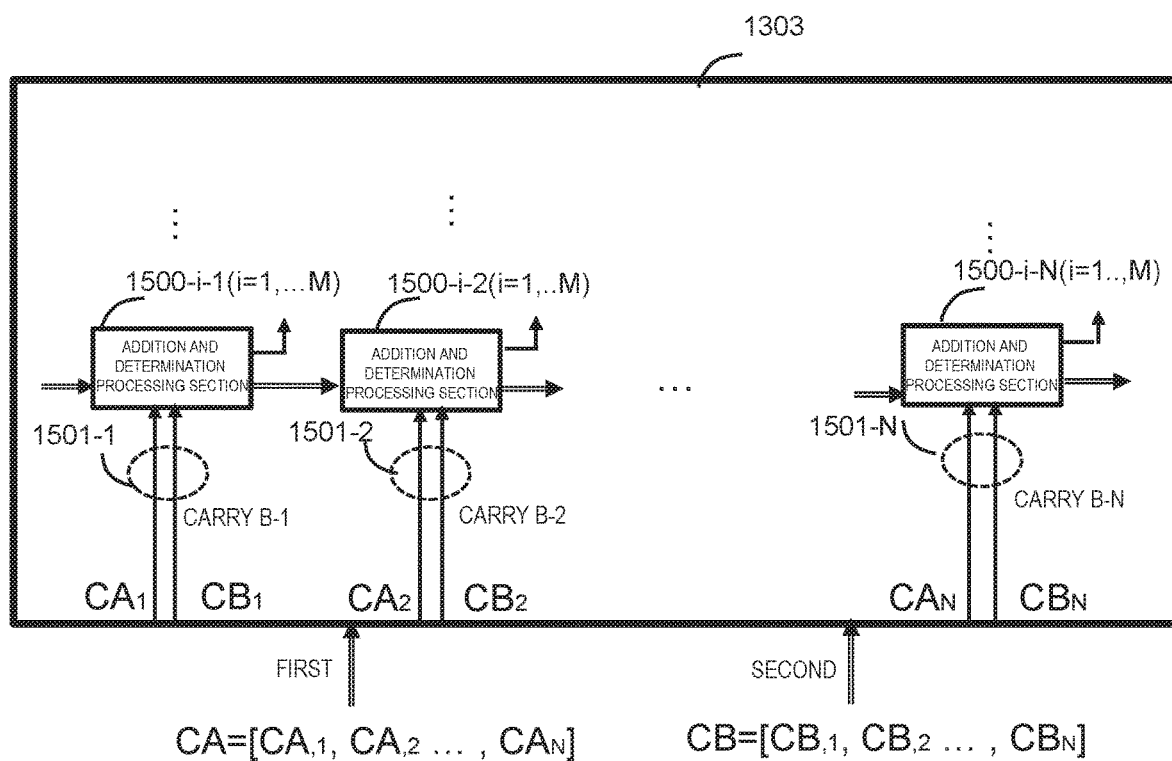 1303
1500-i-1(i=1,...M)
1500-i-2(i=1,..M)
1500-i-N(i=1..,M)
ADDITION AND
DETERMINATION
PROCESSING SECTION
ADDITION AND
DETERMINATION
PROCESSING SECTION
...
ADDITION AND
DETERMINATION
PROCESSING SECTION
1501-1
1501-2
1501-N
CARRY B-1
CARRY B-2
CARRY B-N
CA1 CB1 CA2 CB2 CAN CBN
FIRST
SECOND
CA=[CA,1, CA,2 ... , CAN]
CB=[CB,1, CB,2 ... , CBN]